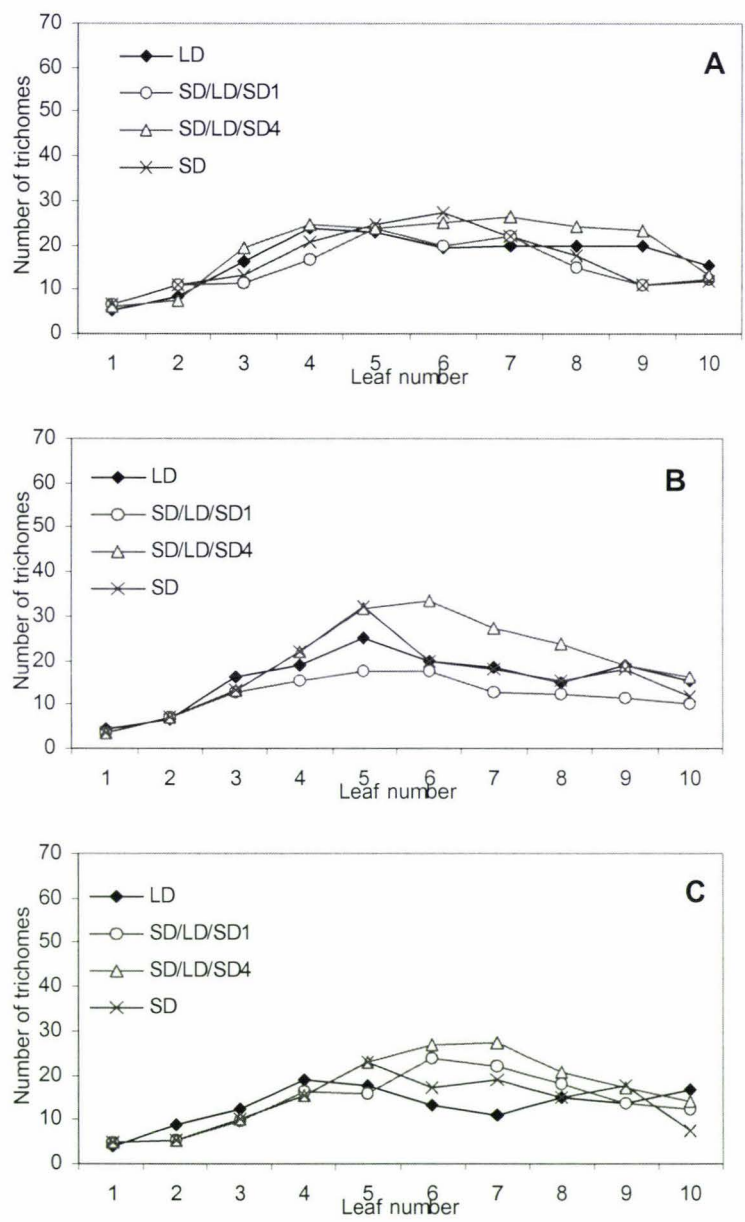 70
60
50
40
30
20
10
0
Number of trichomes
LD
SD/LD/SD1
SD/LD/SD4
SD
A
1 2 3 4 5 6 7 8 9 10
Leaf number
70
60
50
40
30
20
10
0
Number of trichomes
LD
SD/LD/SD1
SD/LD/SD4
SD
B
1 2 3 4 5 6 7 8 9 10
Leaf number
70
60
50
40
30
20
10
0
Number of trichomes
LD
SD/LD/SD1
SD/LD/SD4
SD
C
1 2 3 4 5 6 7 8 9 10
Leaf number